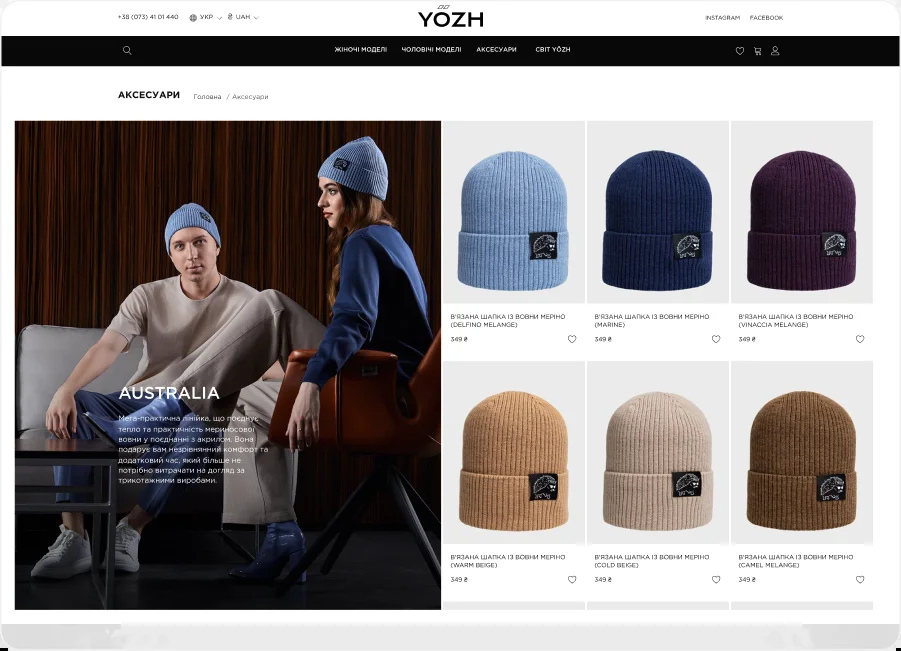 +38 (073) 41 01 440
УКР
₴ UAH
YOZH
INSTAGRAM
FACEBOOK
ЖІНОЧІ МОДЕЛІ
ЧОЛОВІЧІ МОДЕЛІ
АКСЕСУАРИ
СВІТ YÕZH
АКСЕСУАРИ
Головна / Аксесуари
AUSTRALIA
Мега-практична лінійка, що поєднує
тепло та практичність мериносової
вовни у поєднанні з акрилом. Вона
подарує вам незрівнянний комфорт та
додатковий час, який більше не
потрібно витрачати на догляд за
трикотажними виробами.
В'ЯЗАНА ШАПКА ІЗ ВОВНИ МЕРІНО
(DELFINO MELANGE)
349 ₴
В'ЯЗАНА ШАПКА ІЗ ВОВНИ МЕРІНО
(MARINE)
349 ₴
В'ЯЗАНА ШАПКА ІЗ ВОВНИ МЕРІНО
(VINACCIA MELANGE)
349 ₴
В'ЯЗАНА ШАПКА ІЗ ВОВНИ МЕРІНО
(WARM BEIGE)
349 ₴
В'ЯЗАНА ШАПКА ІЗ ВОВНИ МЕРІНО
(COLD BEIGE)
349 ₴
В'ЯЗАНА ШАПКА ІЗ ВОВНИ МЕРІНО
(CAMEL MELANGE)
349 ₴